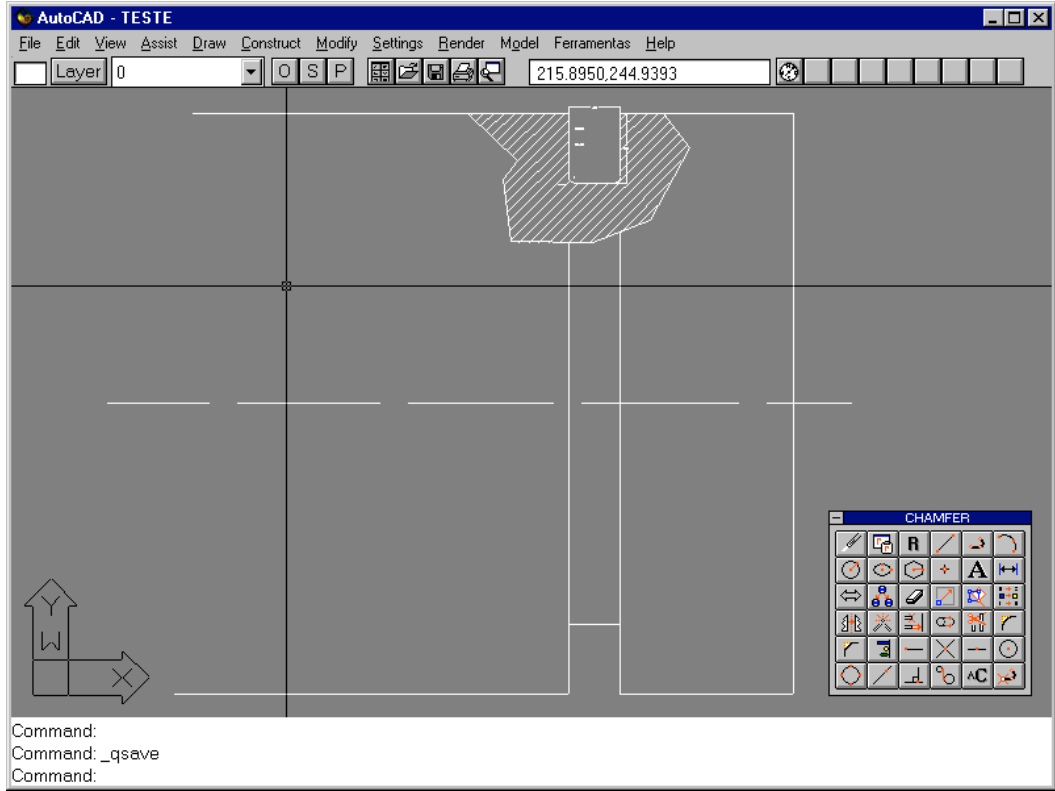 AutoCAD - TESTE
File Edit View Assist Draw Construct Modify Settings Render Model Ferramentas Help
Layer 0 O S P 215.8950,244.9393
CHAMFER
R
A
Y
W
X
AC
Command:
Command: _qsave
Command: